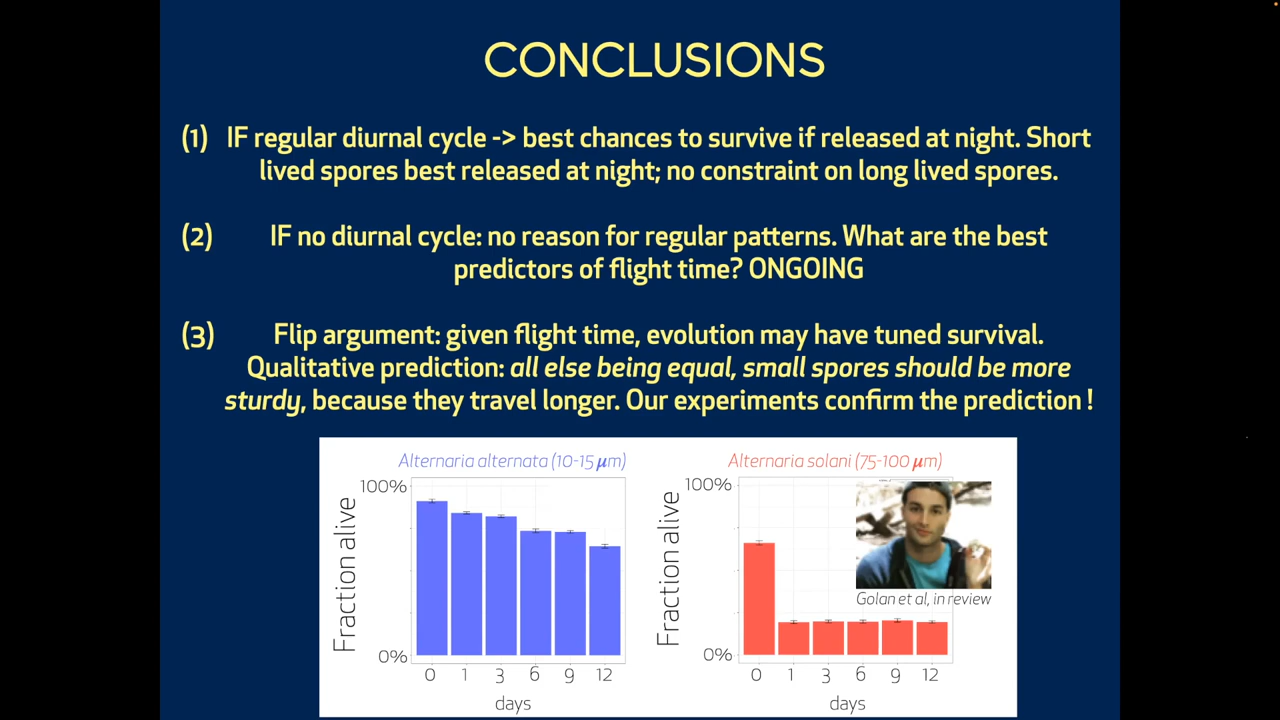 CONCLUSIONS
(1) IF regular diurnal cycle -> best chances to survive if released at night. Short
lived spores best released at night; no constraint on long lived spores.
(2) IF no diurnal cycle: no reason for regular patterns. What are the best
predictors of flight time? ONGOING
(3) Flip argument: given flight time, evolution may have tuned survival.
Qualitative prediction: all else being equal, small spores should be more
sturdy, because they travel longer. Our experiments confirm the prediction !
Alternaria alternata (10-15 μm)
100%
Fraction alive
0%
0 1 3 6 9 12
days
Alternaria solani (75-100 μm)
100%
Fraction alive
0%
Golan et al, in review
0 1 3 6 9 12
days